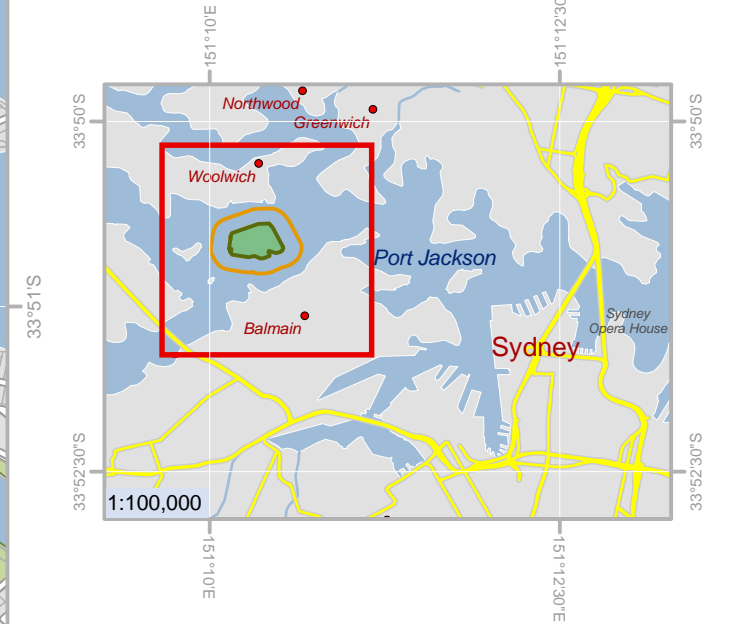 151°10'E
151°12'30"E
33°50'S
33°50'S
Northwood
Greenwich
Woolwich
Port Jackson
33°51'S
Sydney
Opera House
Balmain
Sydney
33°52'30"S
33°52'30"S
1:100,000
151°10'E
151°12'30"E